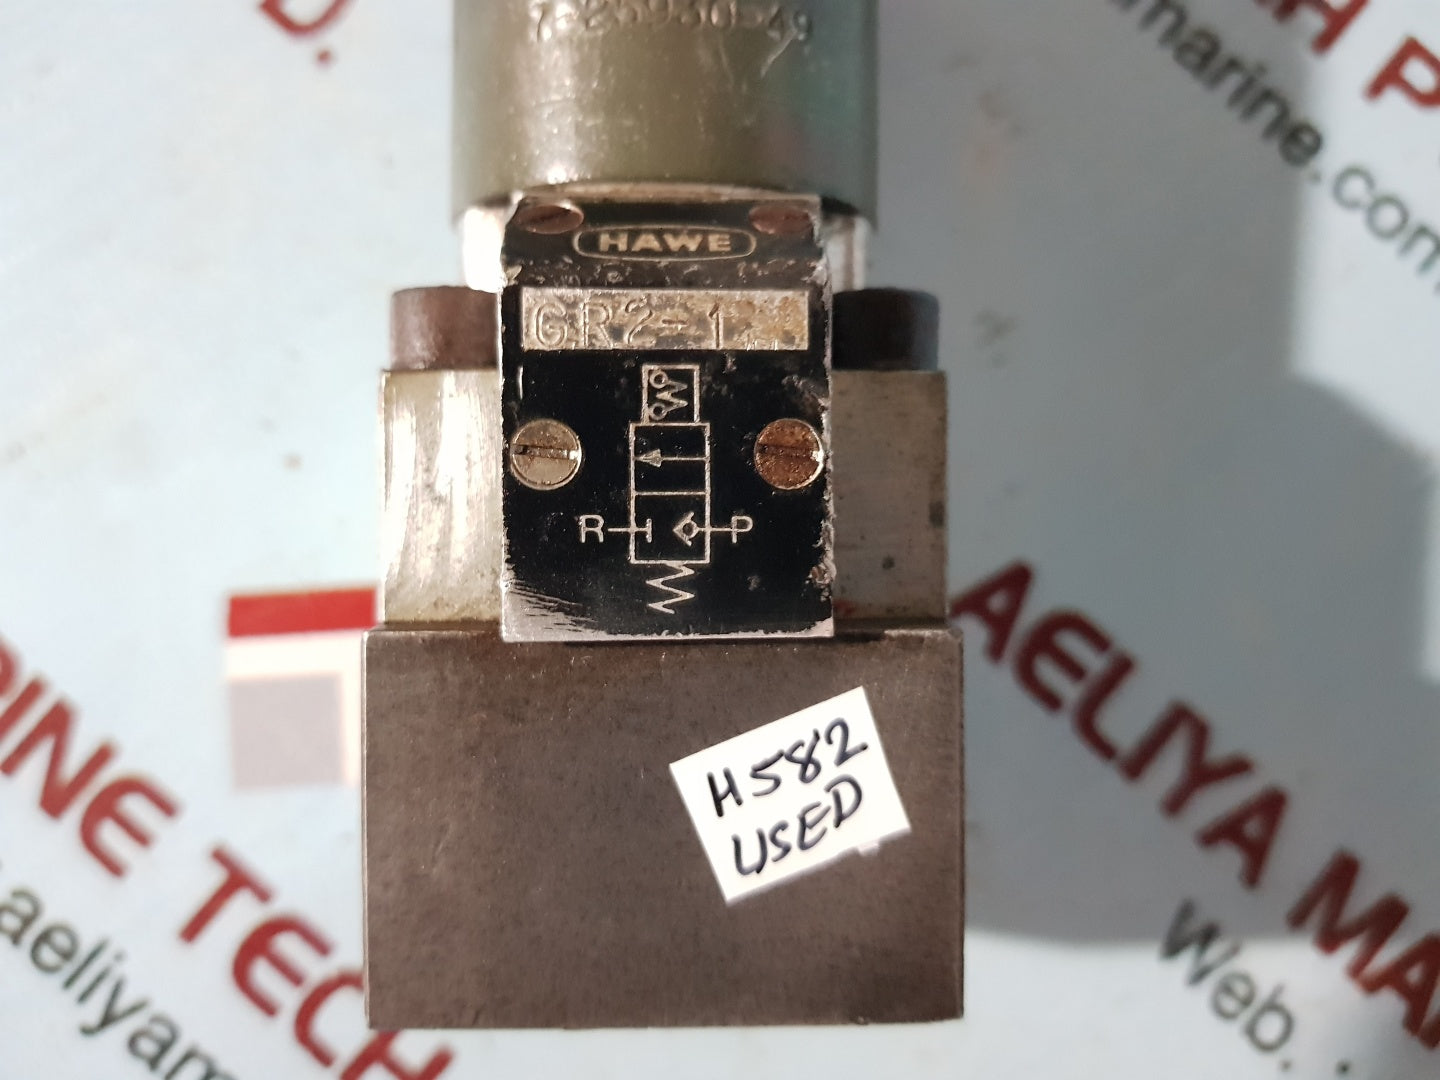 HAWE
GR2-1
R P
H582
USED
D.
AELIYA MA
Web.
marine.com
INE TECH
aeliyam